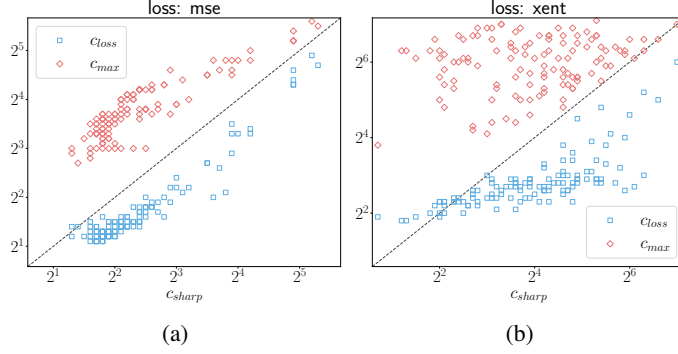 loss: mse
2^5
2^4
2^3
2^2
2^1
c_loss
c_max
2^1 2^2 2^3 2^4 2^5
c_sharp
(a)
loss: xent
2^6
2^4
2^2
c_loss
c_max
2^2 2^4 2^6
c_sharp
(b)